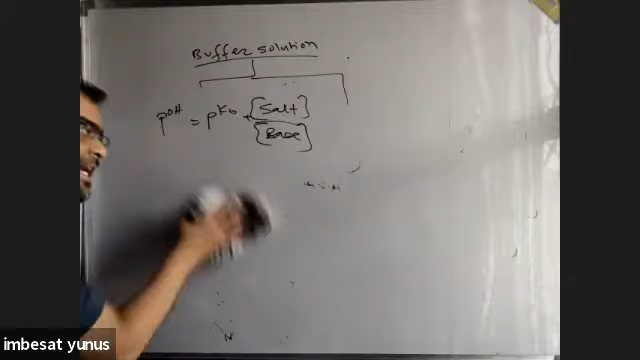 Buffer solution
pOH = pKb + [Salt]
[Base]
imbesat yunus